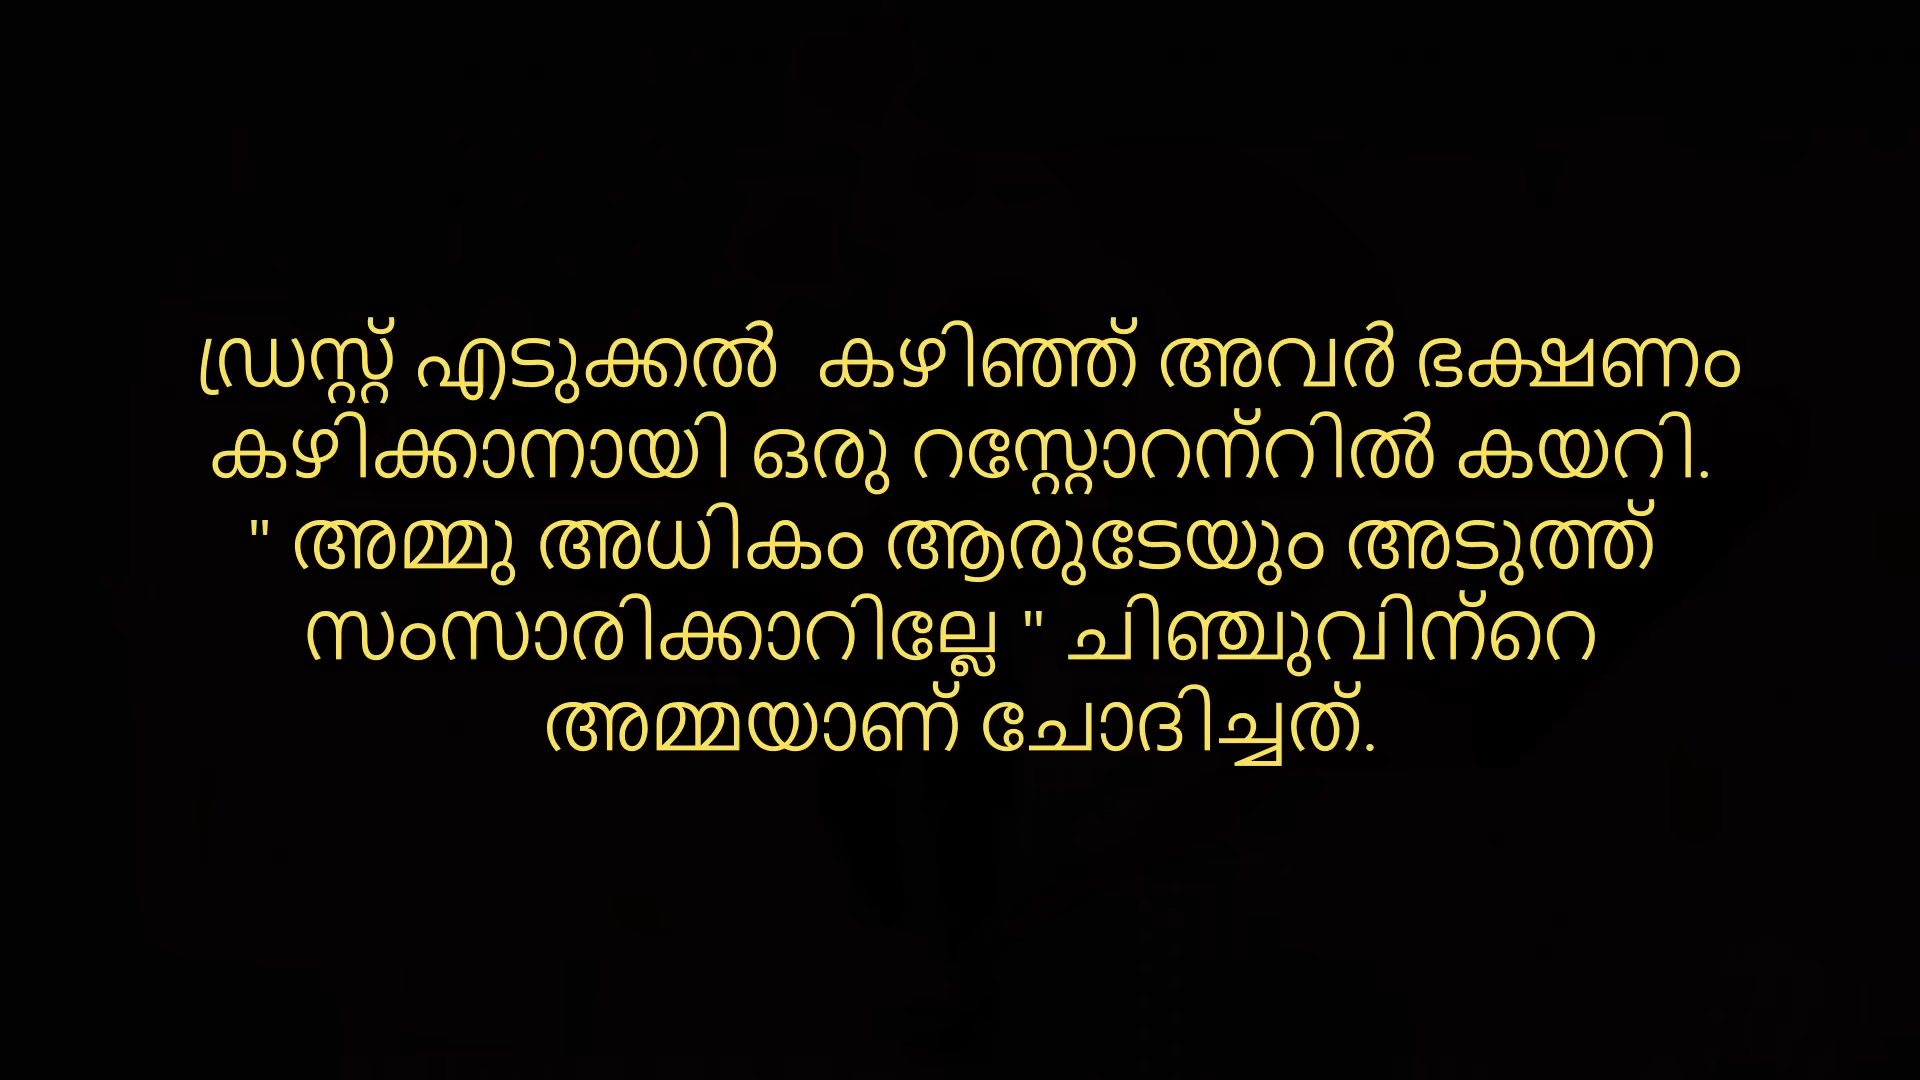 ഡ്രസ്സ് എടുക്കൽ  കഴിഞ്ഞ് അവർ ഭക്ഷണം
കഴിക്കാനായി ഒരു റസ്റ്റോറന്റിൽ കയറി.
" അമ്മു അധികം ആരുടേയും അടുത്ത്
സംസാരിക്കാറില്ലേ " ചിഞ്ചുവിന്റെ
അമ്മയാണ് ചോദിച്ചത്.